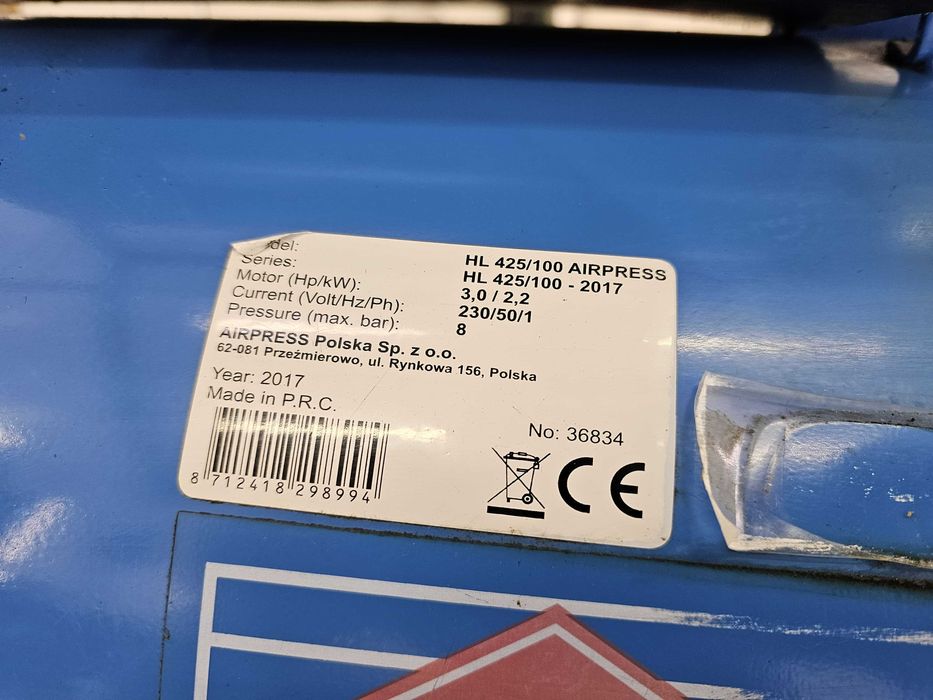 del: HL 425/100 AIRPRESS
Series: HL 425/100 - 2017
Motor (Hp/kW): 3,0 / 2,2
Current (Volt/Hz/Ph): 230/50/1
Pressure (max. bar): 8
AIRPRESS Polska Sp. z o.o.
62-081 Przeźmierowo, ul. Rynkowa 156, Polska
Year: 2017
Made in P.R.C.
No: 36834
8 712418 298994
CE